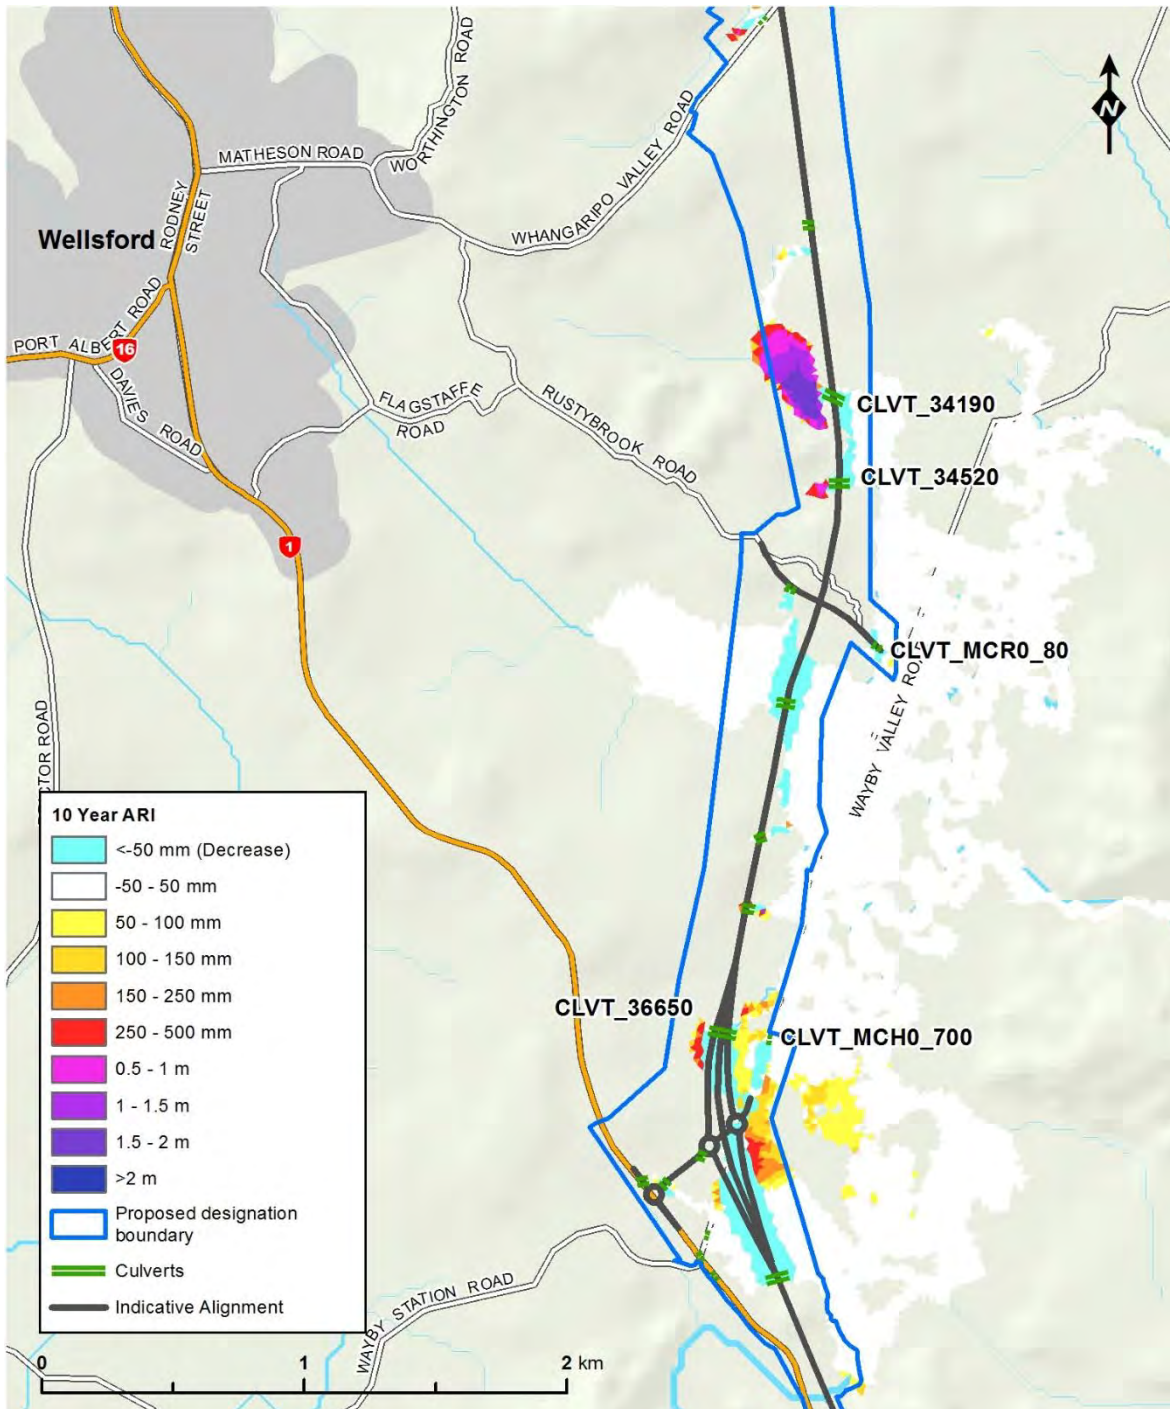 N
MATHESON ROAD
WORTHINGTON ROAD
WHANGARIPO VALLEY ROAD
RODNEY
STREET
Wellsford
PORT ALBERT ROAD
16
DAVIES ROAD
FLAGSTAFFE
ROAD
RUSTYBROOK ROAD
CLVT_34190
CLVT_34520
1
CLVT_MCR0_80
WAYBY VALLEY ROAD
CTOR ROAD
CLVT_36650
CLVT_MCH0_700
WAYBY STATION ROAD
10 Year ARI
<-50 mm (Decrease)
-50 - 50 mm
50 - 100 mm
100 - 150 mm
150 - 250 mm
250 - 500 mm
0.5 - 1 m
1 - 1.5 m
1.5 - 2 m
>2 m
Proposed designation
boundary
Culverts
Indicative Alignment
0 1 2 km